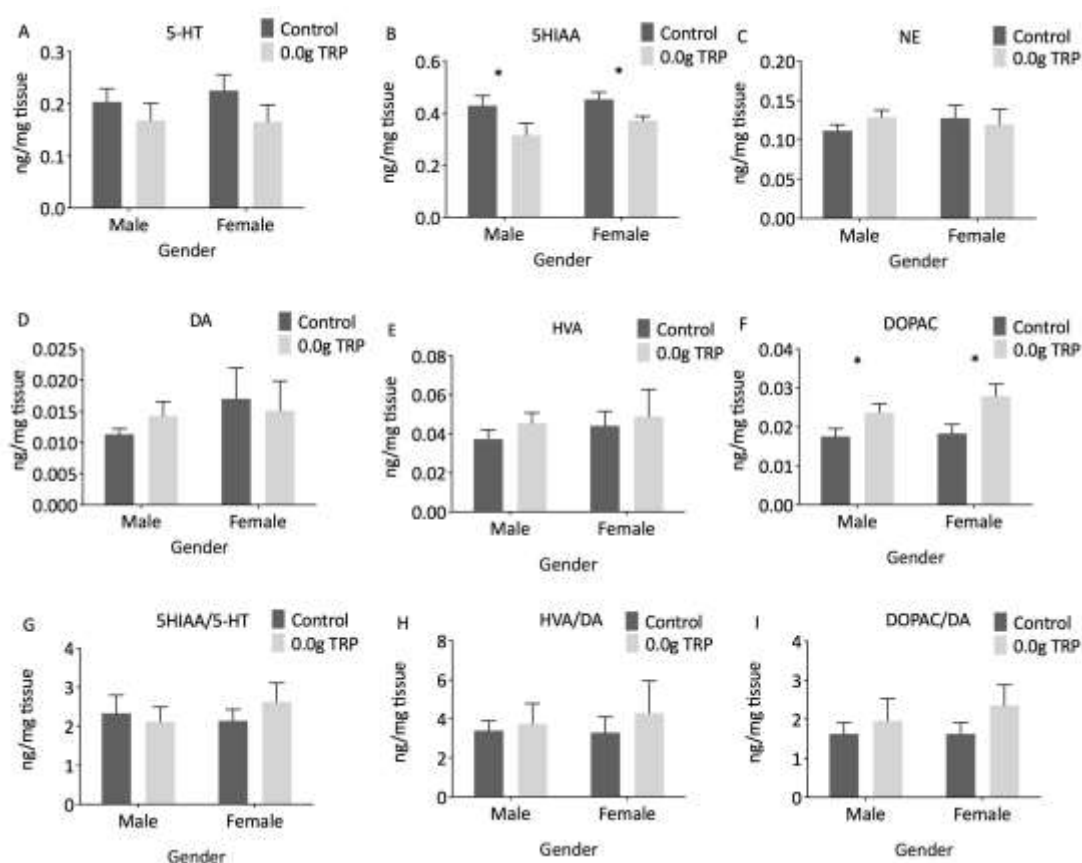 A
5-HT
Control
0.0g TRP
ng/mg tissue
0.3
0.2
0.1
0.0
Male
Female
Gender
B
5HIAA
Control
0.0g TRP
ng/mg tissue
0.6
0.4
0.2
0.0
Male
Female
Gender
C
NE
Control
0.0g TRP
ng/mg tissue
0.20
0.15
0.10
0.05
0.00
Male
Female
Gender
D
DA
Control
0.0g TRP
ng/mg tissue
0.025
0.020
0.015
0.010
0.005
0.000
Male
Female
Gender
E
HVA
Control
0.0g TRP
ng/mg tissue
0.08
0.06
0.04
0.02
0.00
Male
Female
Gender
F
DOPAC
Control
0.0g TRP
ng/mg tissue
0.04
0.03
0.02
0.01
0.00
Male
Female
Gender
G
5HIAA/5-HT
Control
0.0g TRP
ng/mg tissue
4
3
2
1
0
Male
Female
Gender
H
HVA/DA
Control
0.0g TRP
ng/mg tissue
8
6
4
2
0
Male
Female
Gender
I
DOPAC/DA
Control
0.0g TRP
ng/mg tissue
4
3
2
1
0
Male
Female
Gender